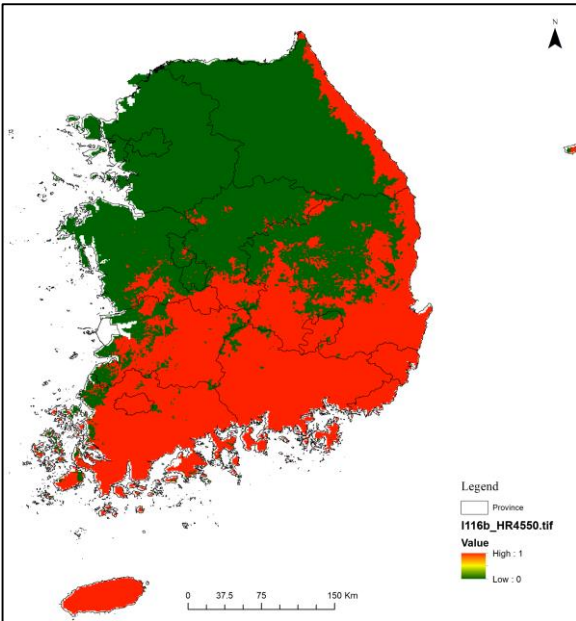 N
Legend
Province
I116b_HR4550.tif
Value
High : 1
Low : 0
0 37.5 75 150 Km